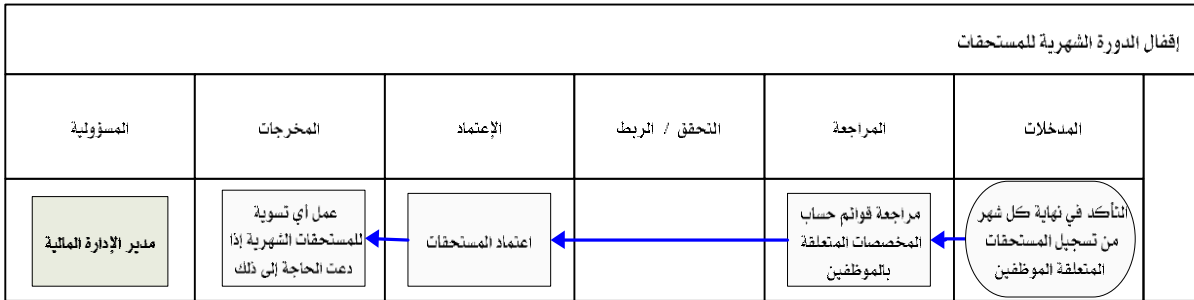 إقفال الدورة الشهرية للمستحقات
المدخلات
المراجعة
التحقق / الربط
الإعتماد
المخرجات
المسؤولية
التأكد في نهاية كل شهر
من تسجيل المستحقات
المتعلقة الموظفين
مراجعة قوائم حساب
المخصصات المتعلقة
بالموظفين
اعتماد المستحقات
عمل أي تسوية
للمستحقات الشهرية إذا
دعت الحاجة إلى ذلك
مدير الإدارة المالية